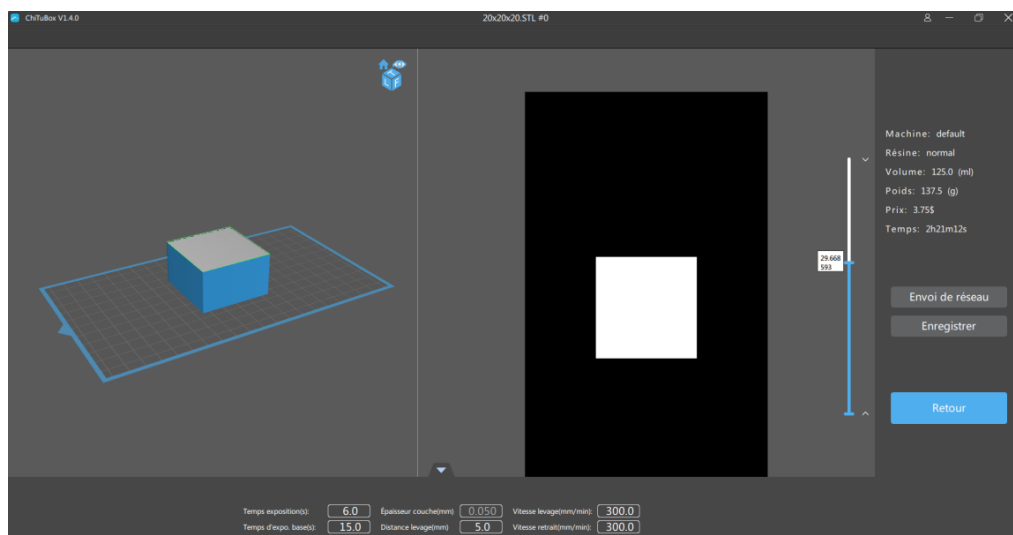 ChiTuBox V1.4.0
20x20x20.STL #0
Machine: default
Résine: normal
Volume: 125.0 (ml)
Poids: 137.5 (g)
Prix: 3.75$
Temps: 2h21m12s
29.668
593
Envoi de réseau
Enregistrer
Retour
Temps exposition(s): 6.0 Épaisseur couche(mm) 0.050 Vitesse levage(mm/min): 300.0
Temps d'expo. base(s): 15.0 Distance levage(mm) 5.0 Vitesse retrait(mm/min): 300.0